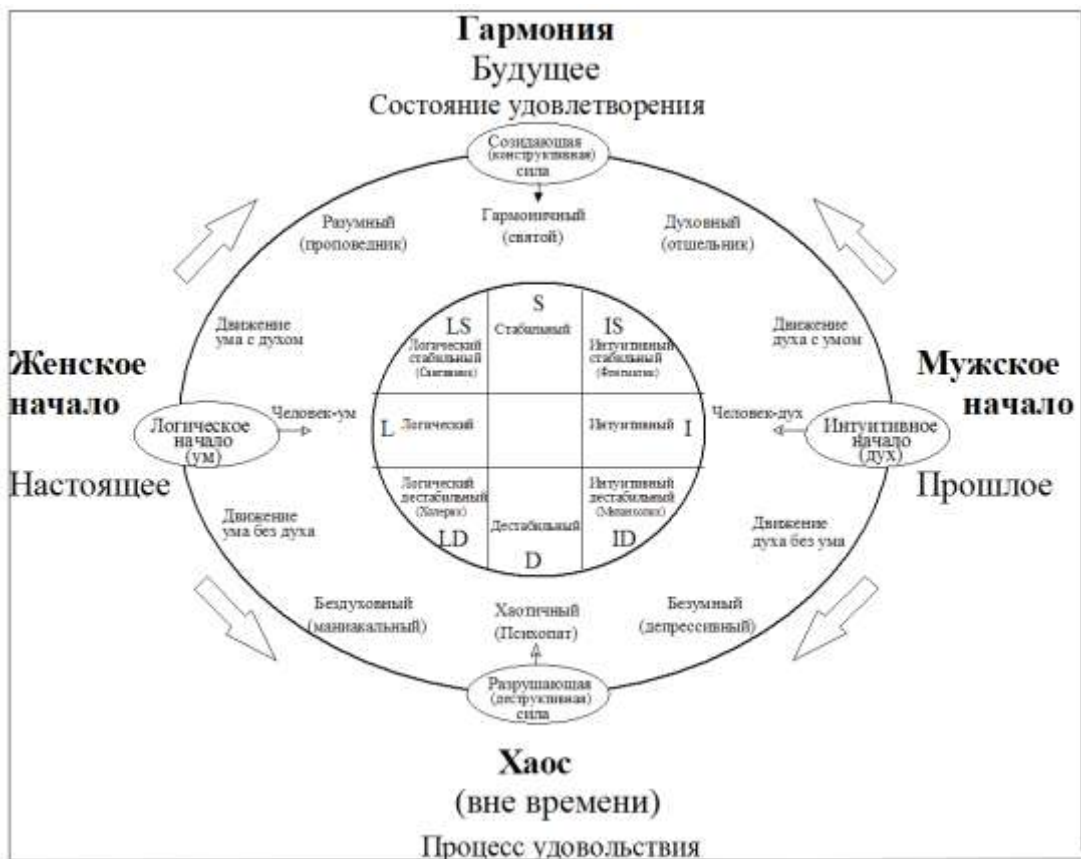 Гармония
Будущее
Состояние удовлетворения
Созидающая
(конструктивная)
сила
Разумный
(проповедник)
Гармоничный
(святой)
Духовный
(отшельник)
Движение
ума с духом
Движение
духа с умом
S
Стабильный
LS
Логический
стабильный
(Сангвиник)
IS
Интуитивный
стабильный
(Флегматик)
Женское
начало
Мужское
начало
Логическое
начало
(ум)
Человек-ум
L
Логический
Интуитивный
I
Человек-дух
Интуитивное
начало
(дух)
Настоящее
Прошлое
Логический
дестабильный
(Холерик)
LD
Дестабильный
D
Интуитивный
дестабильный
(Меланхолик)
ID
Движение
ума без духа
Движение
духа без ума
Бездуховный
(маниакальный)
Хаотичный
(Психопат)
Безумный
(депрессивный)
Разрушающая
(деструктивная)
сила
Хаос
(вне времени)
Процесс удовольствия